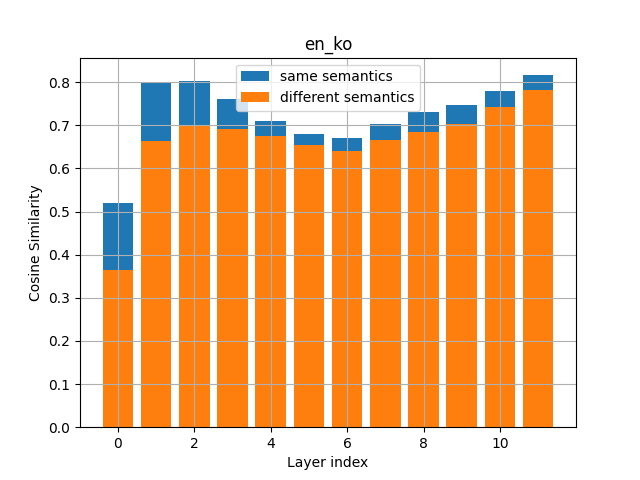 en_ko
same semantics
different semantics
0.8
0.7
0.6
0.5
0.4
0.3
0.2
0.1
0.0
Cosine Similarity
0 2 4 6 8 10
Layer index